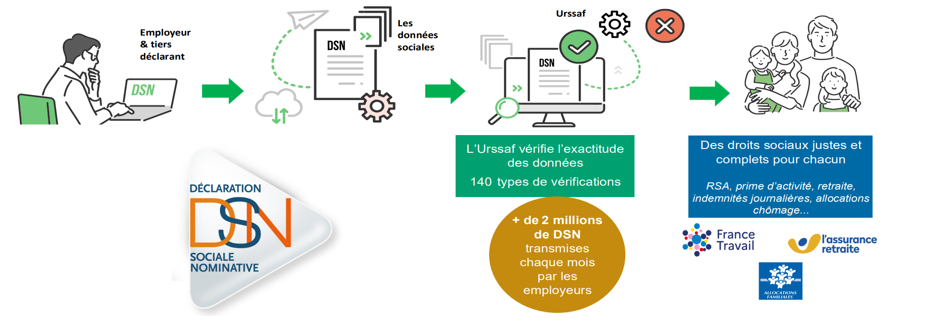 Employeur
& tiers
déclarant
DSN
DSN
Les
données
sociales
Urssaf
DSN
L'Urssaf vérifie l'exactitude
des données
140 types de vérifications
Des droits sociaux justes et
complets pour chacun
RSA, prime d'activité, retraite,
indemnités journalières, allocations
chômage...
DÉCLARATION
DSN
SOCIALE
NOMINATIVE
+ de 2 millions
de DSN
transmises
chaque mois
par les
employeurs
France
Travail
l'assurance
retraite
ALLOCATIONS
FAMILIALES